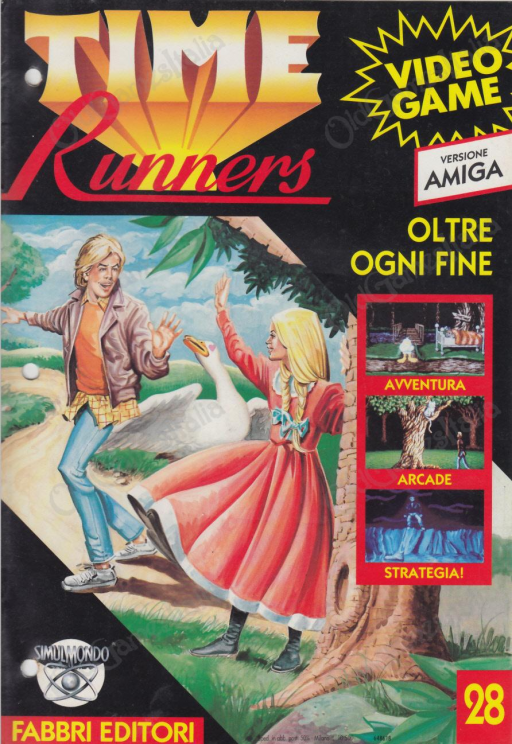 TIME
Runners
VIDEO
GAME
VERSIONE
AMIGA
OLTRE
OGNI FINE
AVVENTURA
ARCADE
STRATEGIA!
SIMULMONDO
FABBRI EDITORI
28